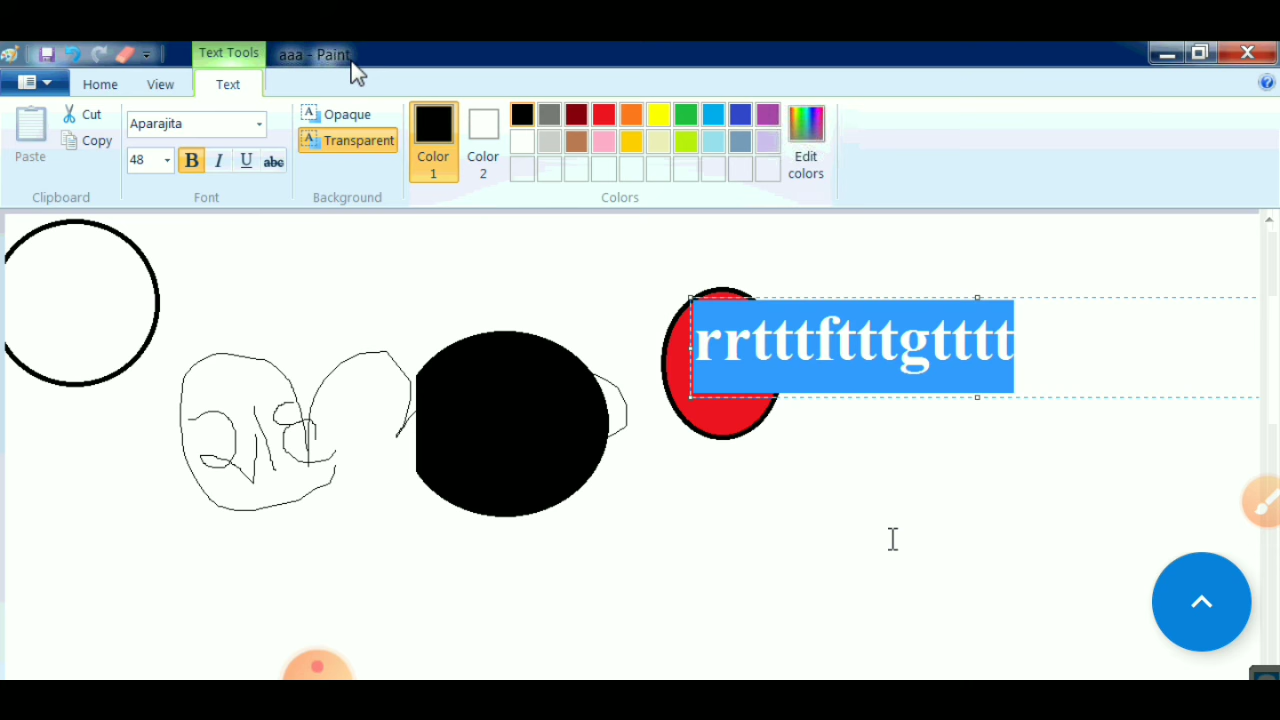 Text Tools
aaa - Paint
Home View Text
Cut
Copy
Paste
Clipboard
Aparajita
48
B I U abc
Font
Opaque
Transparent
Background
Color 1
Color 2
Edit colors
Colors
rrtttftttgtttt